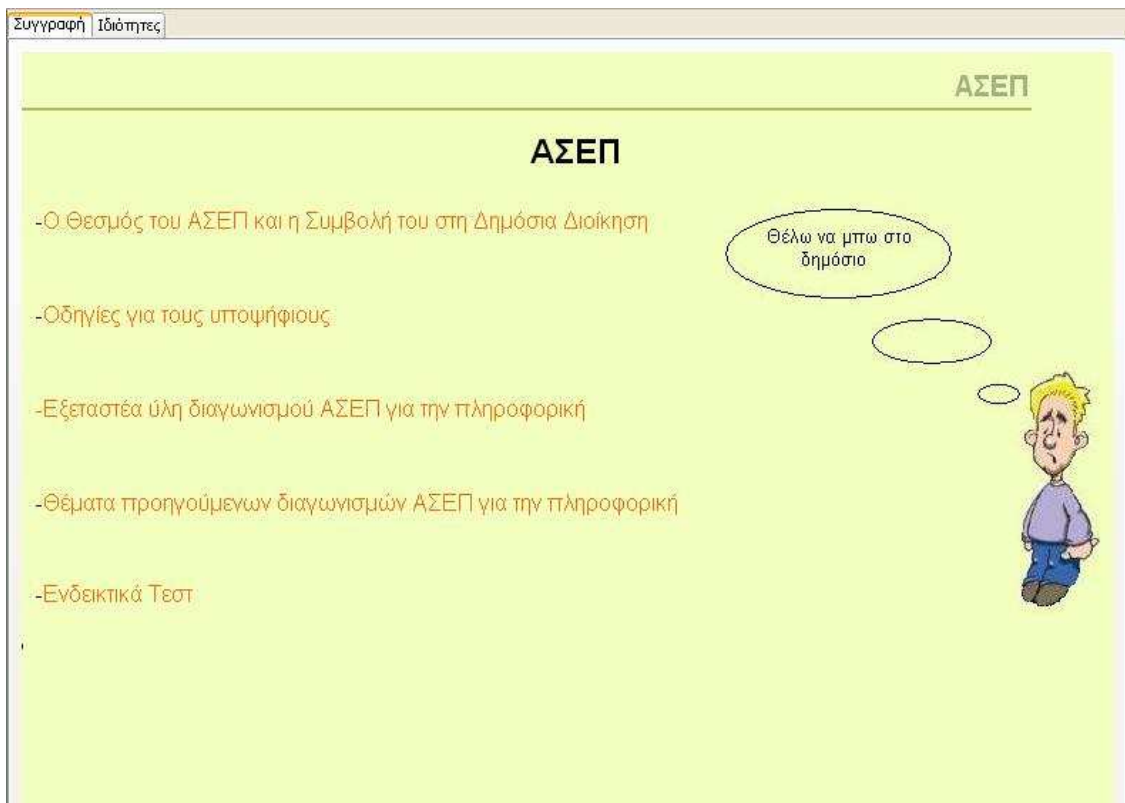 Συγγραφή Ιδιότητες
ΑΣΕΠ
ΑΣΕΠ
-Ο Θεσμός του ΑΣΕΠ και η Συμβολή του στη Δημόσια Διοίκηση
Θέλω να μπω στο
δημόσιο
-Οδηγίες για τους υποψήφιους
-Εξεταστέα ύλη διαγωνισμού ΑΣΕΠ για την πληροφορική
-Θέματα προηγούμενων διαγωνισμών ΑΣΕΠ για την πληροφορική
-Ενδεικτικά Τεστ